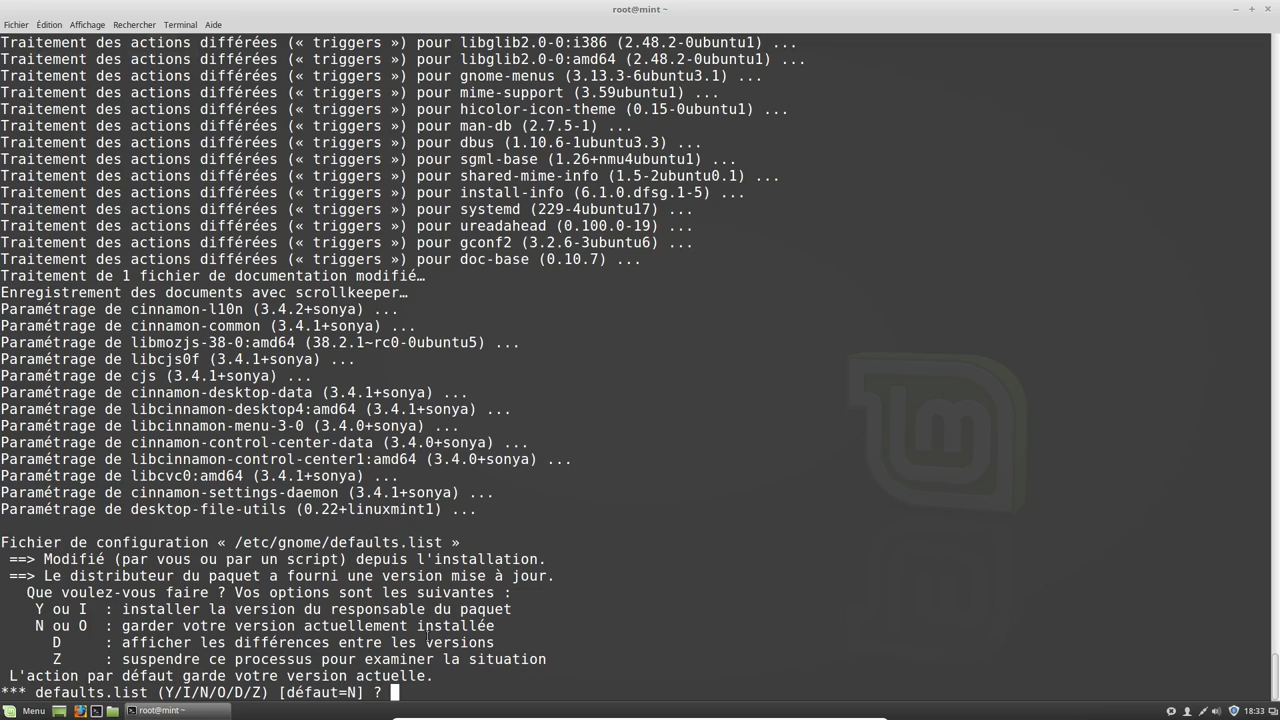 root@mint ~
Fichier Édition Affichage Rechercher Terminal Aide
Traitement des actions différées (« triggers ») pour libglib2.0-0:i386 (2.48.2-0ubuntu1) ...
Traitement des actions différées (« triggers ») pour libglib2.0-0:amd64 (2.48.2-0ubuntu1) ...
Traitement des actions différées (« triggers ») pour gnome-menus (3.13.3-6ubuntu3.1) ...
Traitement des actions différées (« triggers ») pour mime-support (3.59ubuntu1) ...
Traitement des actions différées (« triggers ») pour hicolor-icon-theme (0.15-0ubuntu1) ...
Traitement des actions différées (« triggers ») pour man-db (2.7.5-1) ...
Traitement des actions différées (« triggers ») pour dbus (1.10.6-1ubuntu3.3) ...
Traitement des actions différées (« triggers ») pour sgml-base (1.26+nmu4ubuntu1) ...
Traitement des actions différées (« triggers ») pour shared-mime-info (1.5-2ubuntu0.1) ...
Traitement des actions différées (« triggers ») pour install-info (6.1.0.dfsg.1-5) ...
Traitement des actions différées (« triggers ») pour systemd (229-4ubuntu17) ...
Traitement des actions différées (« triggers ») pour ureadahead (0.100.0-19) ...
Traitement des actions différées (« triggers ») pour gconf2 (3.2.6-3ubuntu6) ...
Traitement des actions différées (« triggers ») pour doc-base (0.10.7) ...
Traitement de 1 fichier de documentation modifié…
Enregistrement des documents avec scrollkeeper…
Paramétrage de cinnamon-l10n (3.4.2+sonya) ...
Paramétrage de cinnamon-common (3.4.1+sonya) ...
Paramétrage de libmozjs-38-0:amd64 (38.2.1~rc0-0ubuntu5) ...
Paramétrage de libcjs0f (3.4.1+sonya) ...
Paramétrage de cjs (3.4.1+sonya) ...
Paramétrage de cinnamon-desktop-data (3.4.1+sonya) ...
Paramétrage de libcinnamon-desktop4:amd64 (3.4.1+sonya) ...
Paramétrage de libcinnamon-menu-3-0 (3.4.0+sonya) ...
Paramétrage de cinnamon-control-center-data (3.4.0+sonya) ...
Paramétrage de libcinnamon-control-center1:amd64 (3.4.0+sonya) ...
Paramétrage de libcvc0:amd64 (3.4.1+sonya) ...
Paramétrage de cinnamon-settings-daemon (3.4.1+sonya) ...
Paramétrage de desktop-file-utils (0.22+linuxmint1) ...
Fichier de configuration « /etc/gnome/defaults.list »
==> Modifié (par vous ou par un script) depuis l'installation.
==> Le distributeur du paquet a fourni une version mise à jour.
Que voulez-vous faire ? Vos options sont les suivantes :
Y ou I : installer la version du responsable du paquet
N ou O : garder votre version actuellement installée
D : afficher les différences entre les versions
Z : suspendre ce processus pour examiner la situation
L'action par défaut garde votre version actuelle.
*** defaults.list (Y/I/N/O/D/Z) [défaut=N] ?
Menu root@mint ~ 18:33